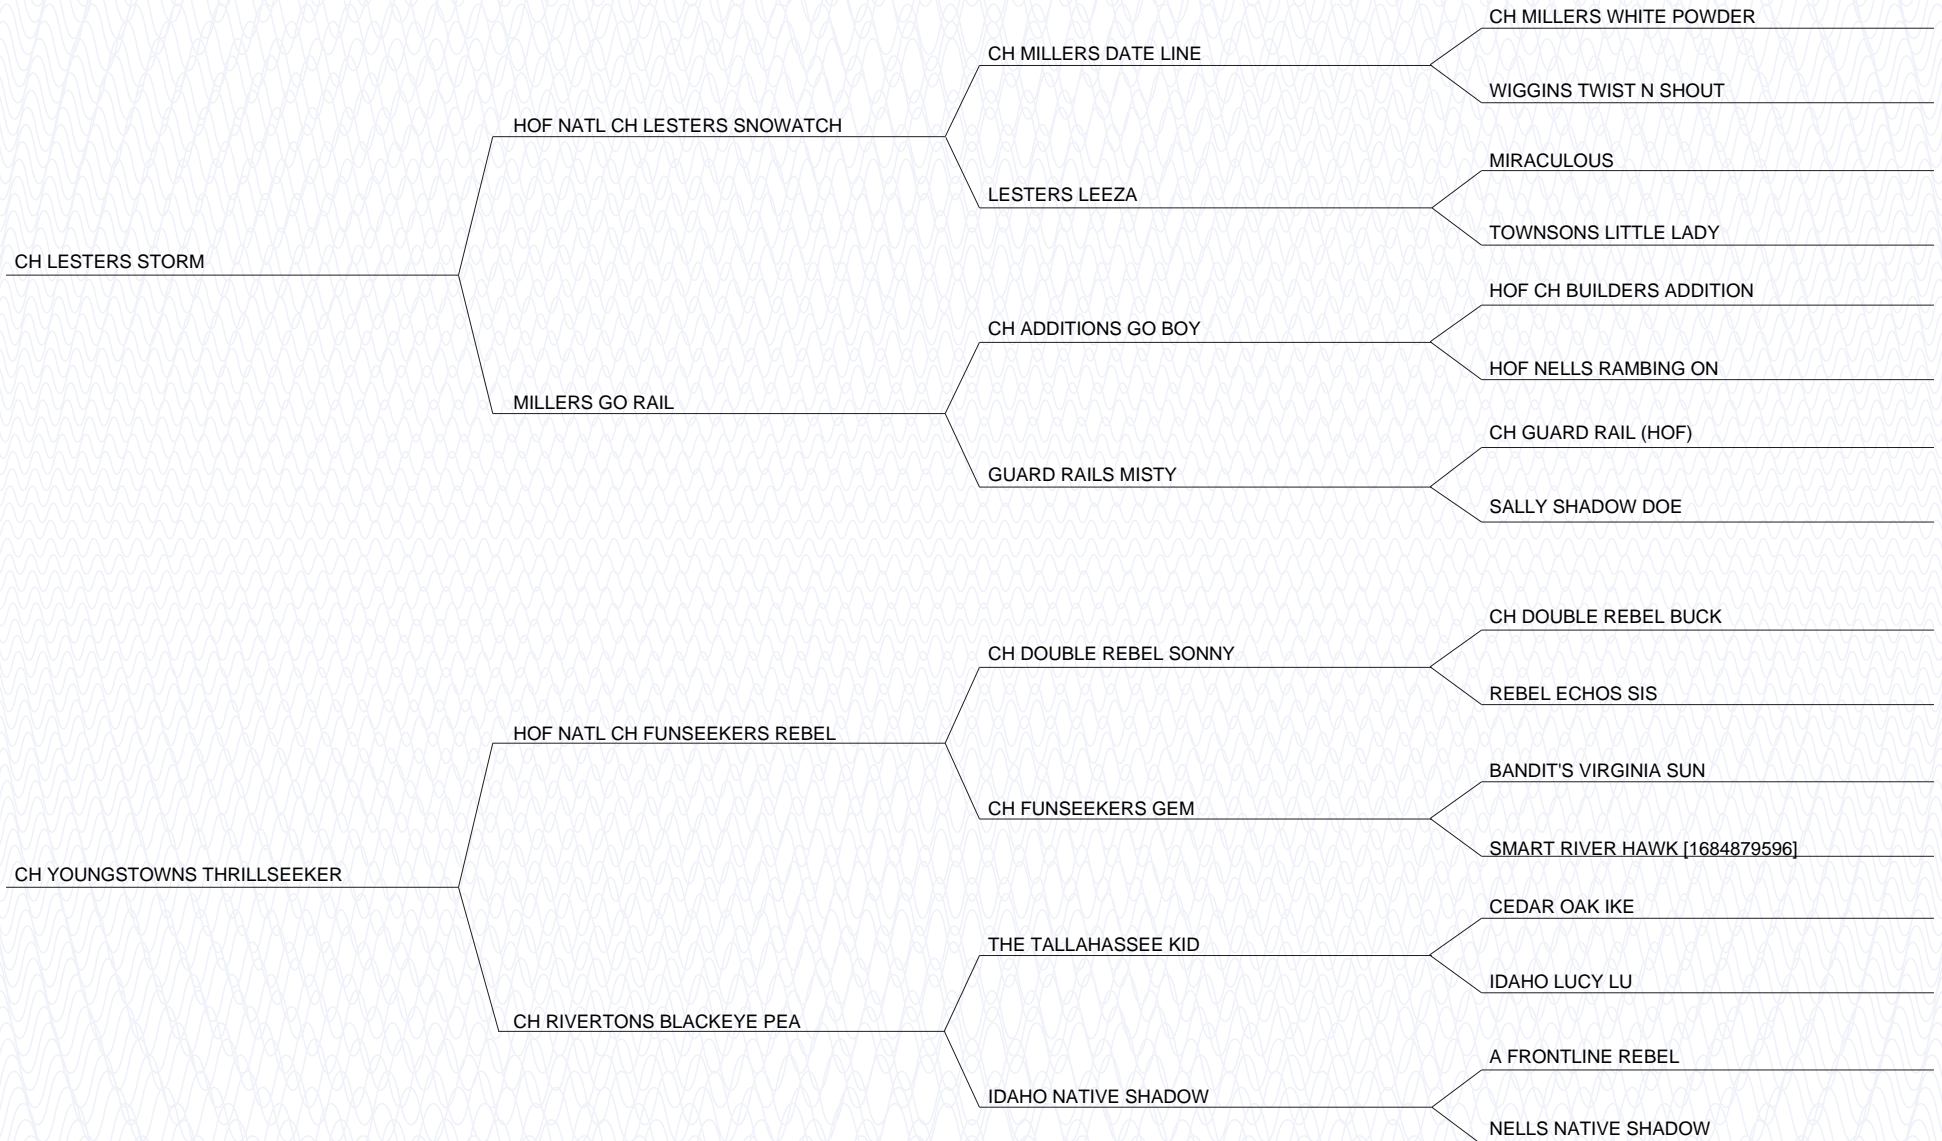 CH MILLERS WHITE POWDER
CH MILLERS DATE LINE
WIGGINS TWIST N SHOUT
HOF NATL CH LESTERS SNOWATCH
MIRACULOUS
LESTERS LEEZA
TOWNSONS LITTLE LADY
CH LESTERS STORM
HOF CH BUILDERS ADDITION
CH ADDITIONS GO BOY
HOF NELLS RAMBING ON
MILLERS GO RAIL
CH GUARD RAIL (HOF)
GUARD RAILS MISTY
SALLY SHADOW DOE
CH DOUBLE REBEL BUCK
CH DOUBLE REBEL SONNY
REBEL ECHOS SIS
HOF NATL CH FUNSEEKERS REBEL
BANDIT'S VIRGINIA SUN
CH FUNSEEKERS GEM
SMART RIVER HAWK [1684879596]
CH YOUNGSTOWNS THRILLSEEKER
CEDAR OAK IKE
THE TALLAHASSEE KID
IDAHO LUCY LU
CH RIVERTONS BLACKEYE PEA
A FRONTLINE REBEL
IDAHO NATIVE SHADOW
NELLS NATIVE SHADOW